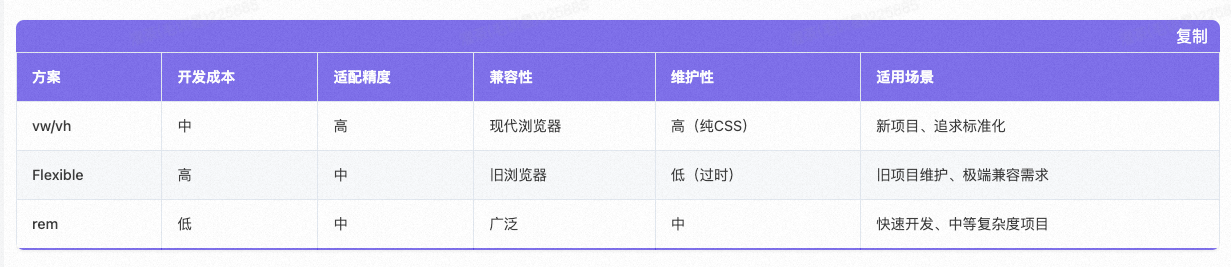 复制
方案 开发成本 适配精度 兼容性 维护性 适用场景
vw/vh 中 高 现代浏览器 高（纯CSS） 新项目、追求标准化
Flexible 高 中 旧浏览器 低（过时） 旧项目维护、极端兼容需求
rem 低 中 广泛 中 快速开发、中等复杂度项目